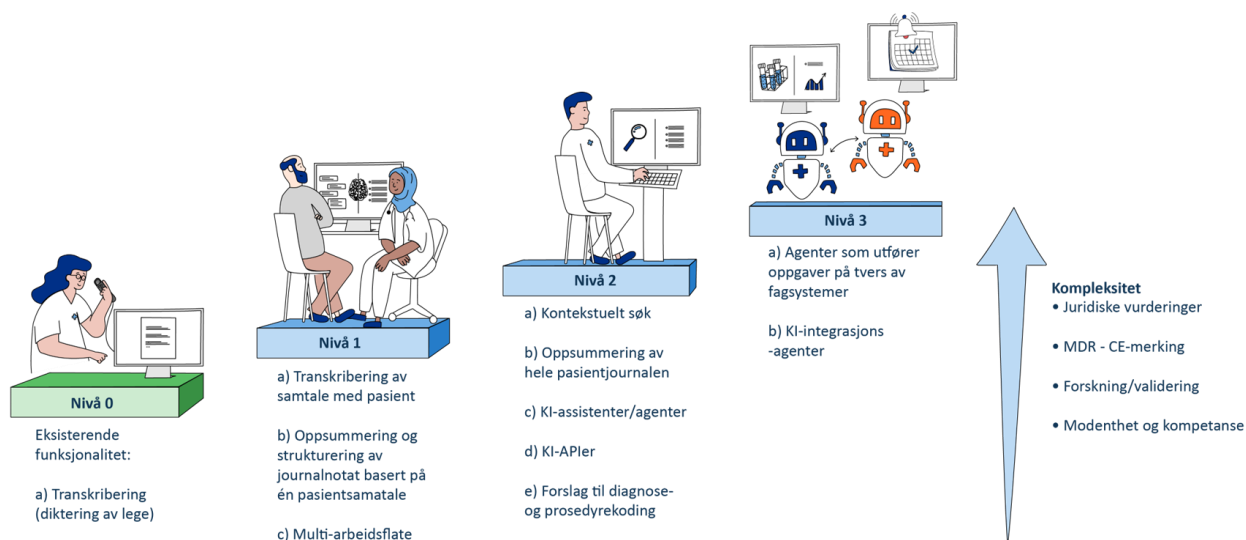 Nivå 0
Eksisterende
funksjonalitet:
a) Transkribering
(diktering av lege)
Nivå 1
a) Transkribering av
samtale med pasient
b) Oppsummering og
strukturering av
journalnotat basert på
én pasientsamatale
c) Multi-arbeidsflate
Nivå 2
a) Kontekstuelt søk
b) Oppsummering av
hele pasientjournalen
c) KI-assistenter/agenter
d) KI-APIer
e) Forslag til diagnose-
og prosedyrekoding
Nivå 3
a) Agenter som utfører
oppgaver på tvers av
fagsystemer
b) KI-integrasjons
-agenter
Kompleksitet
• Juridiske vurderinger
• MDR - CE-merking
• Forskning/validering
• Modenthet og kompetanse